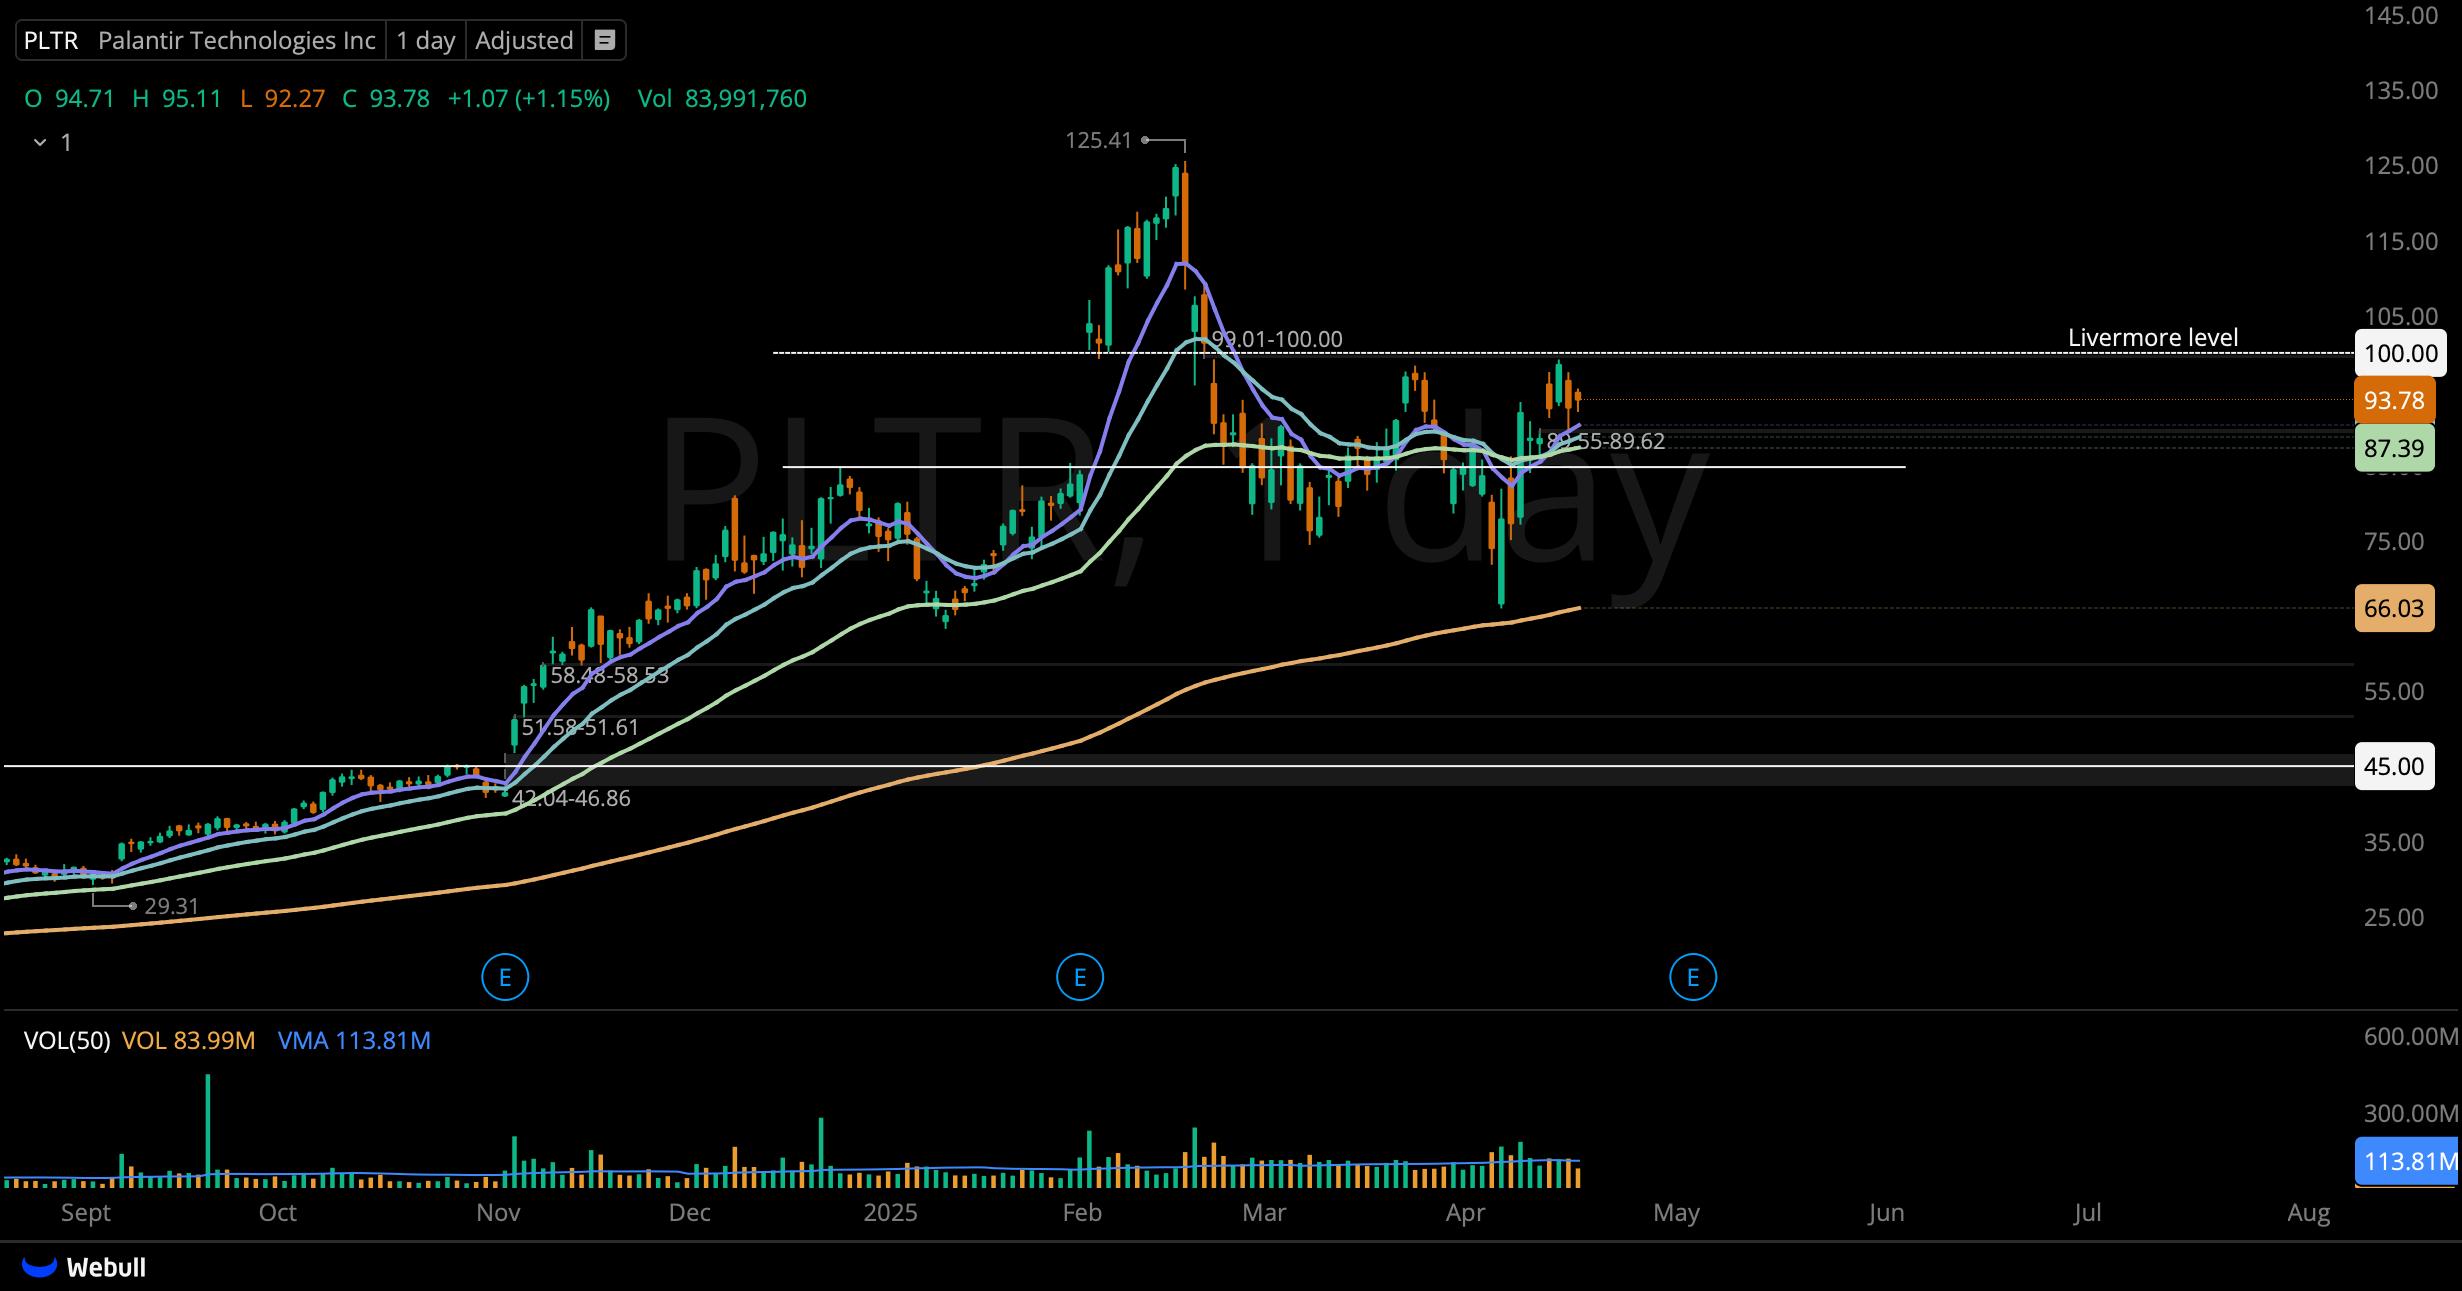 PLTR Palantir Technologies Inc 1 day Adjusted
O 94.71 H 95.11 L 92.27 C 93.78 +1.07 (+1.15%) Vol 83,991,760
1
145.00
135.00
125.00
115.00
105.00
100.00
93.78
87.39
75.00
66.03
55.00
45.00
35.00
25.00
125.41
99.01-100.00
Livermore level
89.55-89.62
PLTR, 1 day
58.48-58.53
51.58-51.61
42.04-46.86
29.31
E E E
VOL(50) VOL 83.99M VMA 113.81M
600.00M
300.00M
113.81M
Sept Oct Nov Dec 2025 Feb Mar Apr May Jun Jul Aug
Webull